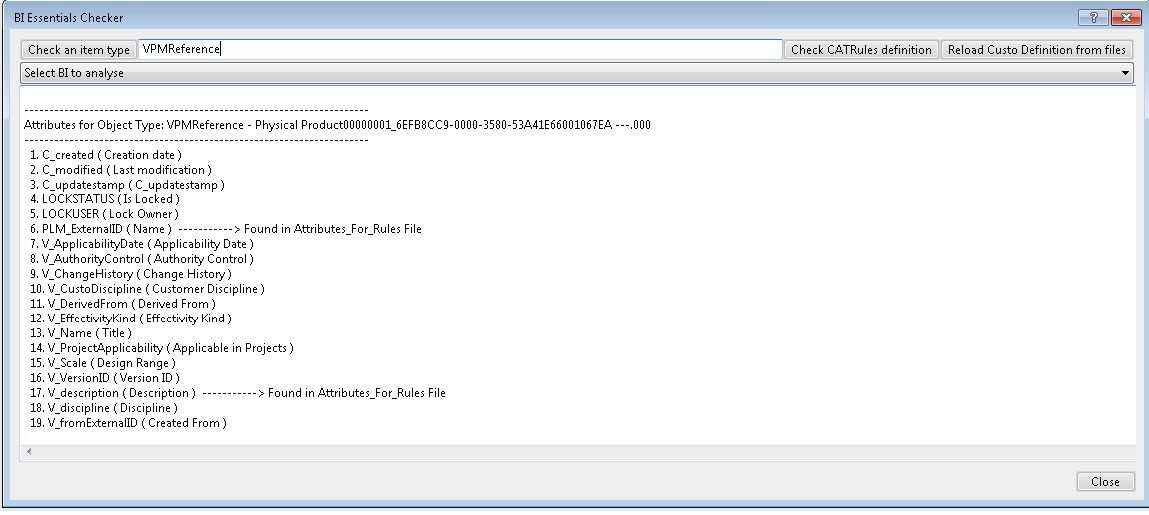 BI Essentials Checker
Check an item type VPMReference Check CATRules definition Reload Custo Definition from files
Select BI to analyse
---------------------------------------------------------------------
Attributes for Object Type: VPMReference - Physical Product00000001_6EFB8CC9-0000-3580-53A41E66001067EA ---.000
---------------------------------------------------------------------
1. C_created ( Creation date )
2. C_modified ( Last modification )
3. C_updatestamp ( C_updatestamp )
4. LOCKSTATUS ( Is Locked )
5. LOCKUSER ( Lock Owner )
6. PLM_ExternalID ( Name ) -----------> Found in Attributes_For_Rules File
7. V_ApplicabilityDate ( Applicability Date )
8. V_AuthorityControl ( Authority Control )
9. V_ChangeHistory ( Change History )
10. V_CustoDiscipline ( Customer Discipline )
11. V_DerivedFrom ( Derived From )
12. V_EffectivityKind ( Effectivity Kind )
13. V_Name ( Title )
14. V_ProjectApplicability ( Applicable in Projects )
15. V_Scale ( Design Range )
16. V_VersionID ( Version ID )
17. V_description ( Description ) -----------> Found in Attributes_For_Rules File
18. V_discipline ( Discipline )
19. V_fromExternalID ( Created From )
Close